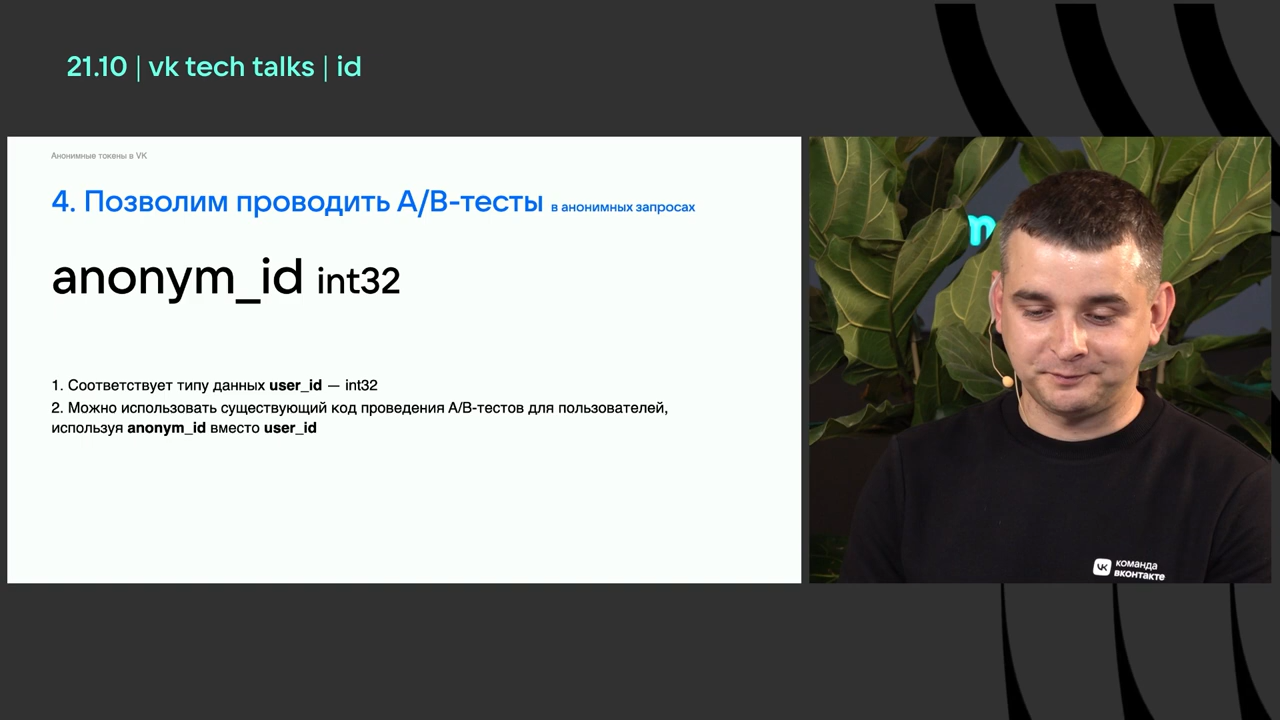 21.10 | vk tech talks | id
Анонимные токены в VK
4. Позволим проводить A/B-тесты в анонимных запросах
anonym_id int32
1. Соответствует типу данных user_id — int32
2. Можно использовать существующий код проведения A/B-тестов для пользователей,
используя anonym_id вместо user_id
команда
вконтакте